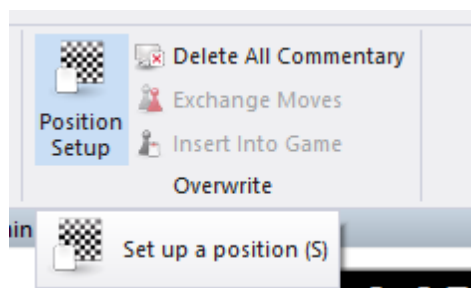 Delete All Commentary
Exchange Moves
Position
Setup
Insert Into Game
Overwrite
Set up a position (S)